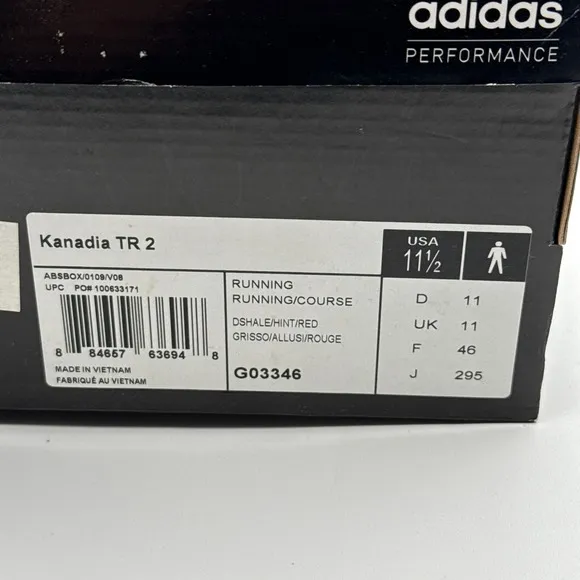 adidas
PERFORMANCE
Kanadia TR 2
USA
11½
ABSBOX/0109/V08
UPC PO# 100633171
8 84657 63694 8
MADE IN VIETNAM
FABRIQUÉ AU VIETNAM
RUNNING
RUNNING/COURSE
DSHALE/HINT/RED
GRISSO/ALLUSI/ROUGE
G03346
D 11
UK 11
F 46
J 295